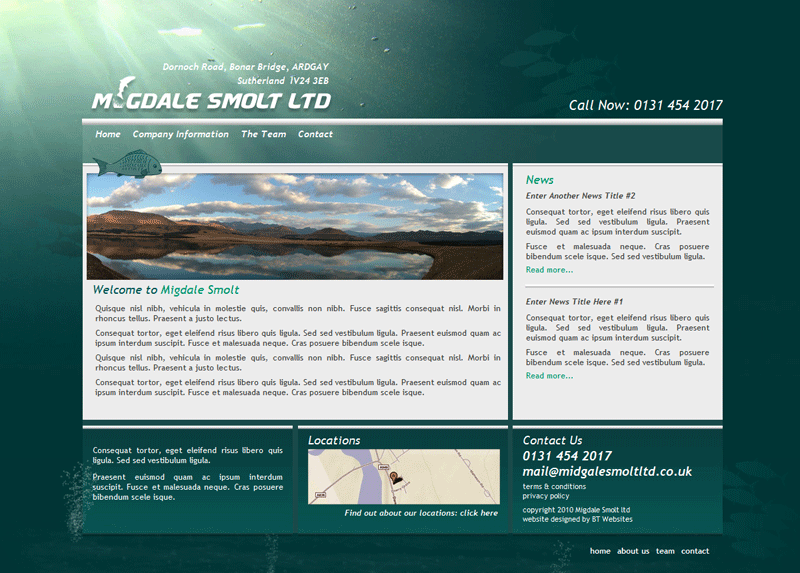 Dornoch Road, Bonar Bridge, ARDGAY
Sutherland IV24 3EB
MIGDALE SMOLT LTD
Call Now: 0131 454 2017
Home Company Information The Team Contact
Welcome to Migdale Smolt
Quisque nisl nibh, vehicula in molestie quis, convallis non nibh. Fusce sagittis consequat nisl. Morbi in
rhoncus tellus. Praesent a justo lectus.
Consequat tortor, eget eleifend risus libero quis ligula. Sed sed vestibulum ligula. Praesent euismod quam ac
ipsum interdum suscipit. Fusce et malesuada neque. Cras posuere bibendum scele isque.
Quisque nisl nibh, vehicula in molestie quis, convallis non nibh. Fusce sagittis consequat nisl. Morbi in
rhoncus tellus. Praesent a justo lectus.
Consequat tortor, eget eleifend risus libero quis ligula. Sed sed vestibulum ligula. Praesent euismod quam ac
ipsum interdum suscipit. Fusce et malesuada neque. Cras posuere bibendum scele isque.
News
Enter Another News Title #2
Consequat tortor, eget eleifend risus libero quis
ligula. Sed sed vestibulum ligula. Praesent
euismod quam ac ipsum interdum suscipit.
Fusce et malesuada neque. Cras posuere
bibendum scele isque.
Read more...
Enter News Title Here #1
Consequat tortor, eget eleifend risus libero quis
ligula. Sed sed vestibulum ligula. Praesent
euismod quam ac ipsum interdum suscipit.
Fusce et malesuada neque. Cras posuere
bibendum scele isque.
Read more...
Consequat tortor, eget eleifend risus libero quis
ligula. Sed sed vestibulum ligula.
Praesent euismod quam ac ipsum interdum
suscipit. Fusce et malesuada neque. Cras posuere
bibendum scele isque.
Locations
Find out about our locations: click here
Contact Us
0131 454 2017
mail@midgalesmoltltd.co.uk
terms & conditions
privacy policy
copyright 2010 Migdale Smolt ltd
website designed by BT Websites
home about us team contact